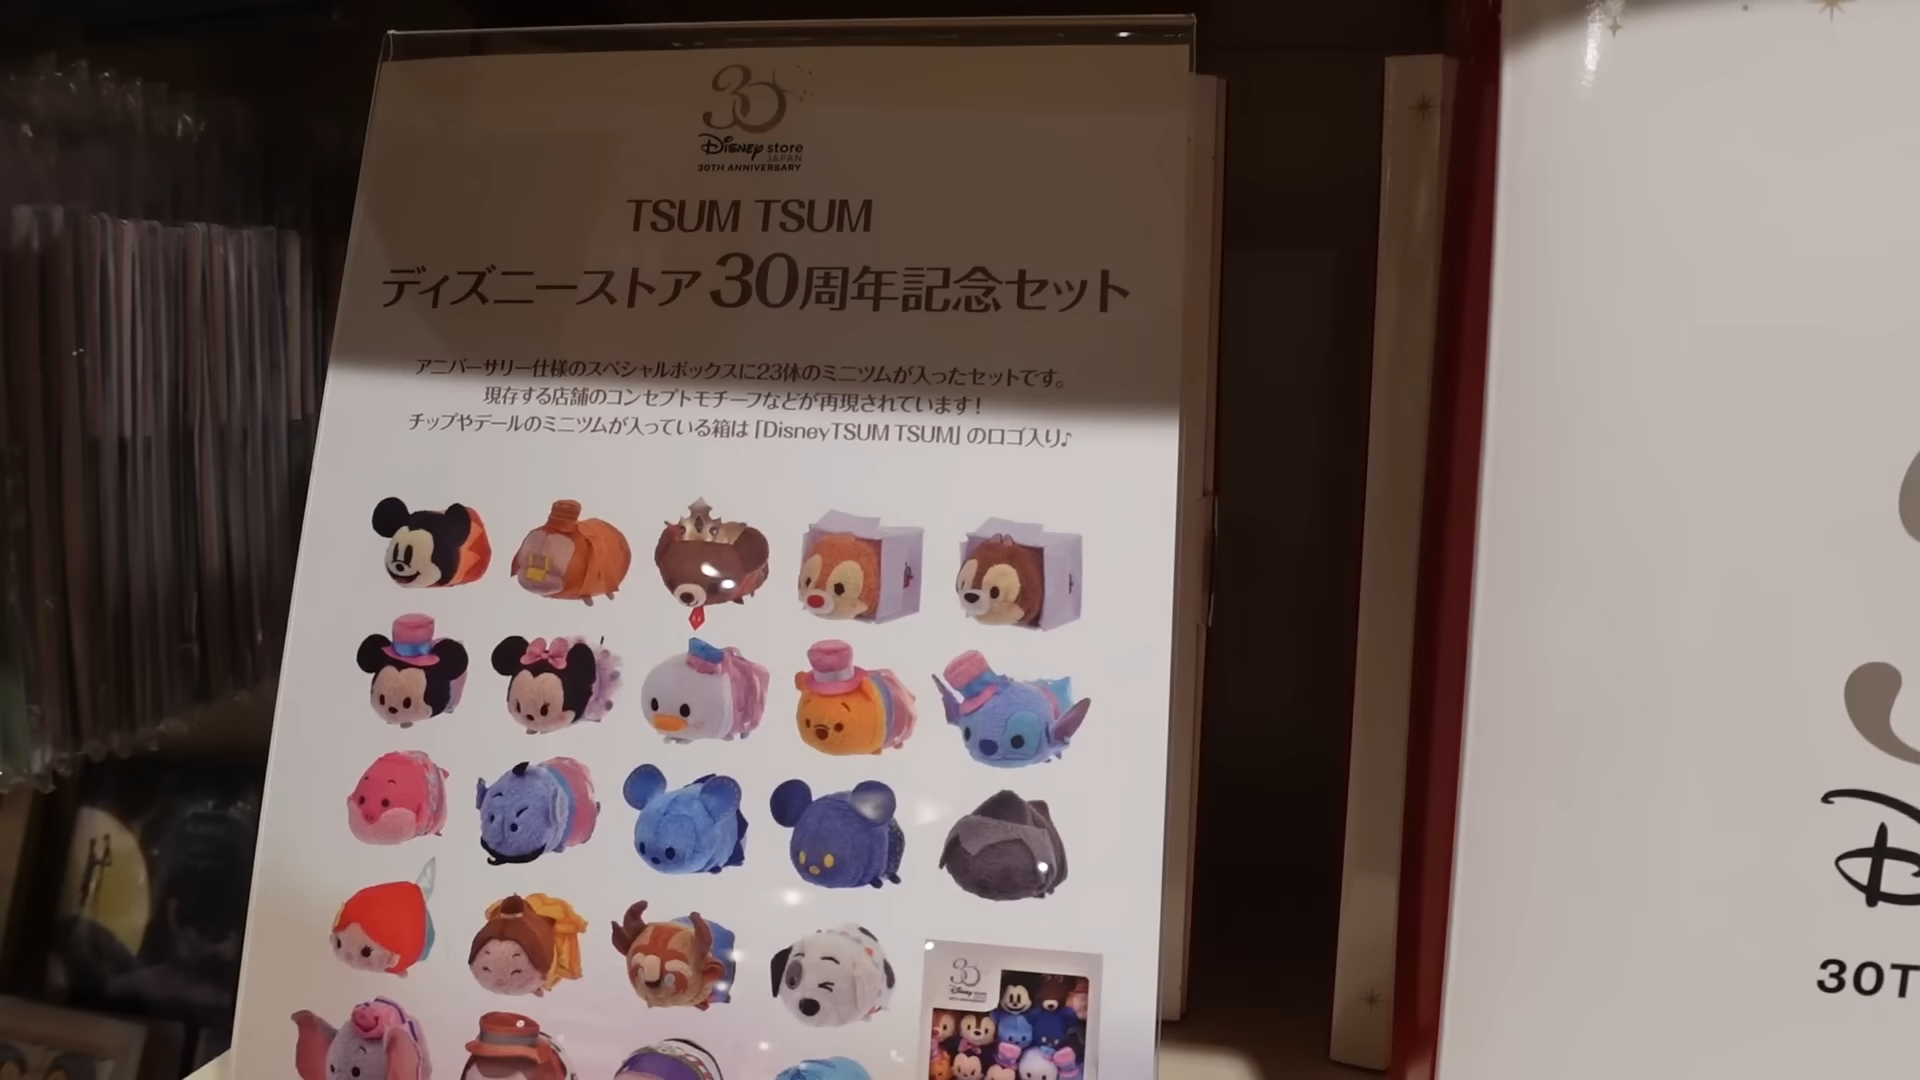 30
Disney store
JAPAN
30TH ANNIVERSARY
TSUM TSUM
ディズニーストア 30周年記念セット
アニバーサリー仕様のスペシャルボックスに23体のミニツムが入ったセットです。
現存する店舗のコンセプトモチーフなどが再現されています！
チップやデールのミニツムが入っている箱は「DisneyTSUM TSUM」のロゴ入り♪
30
Disney store
30T